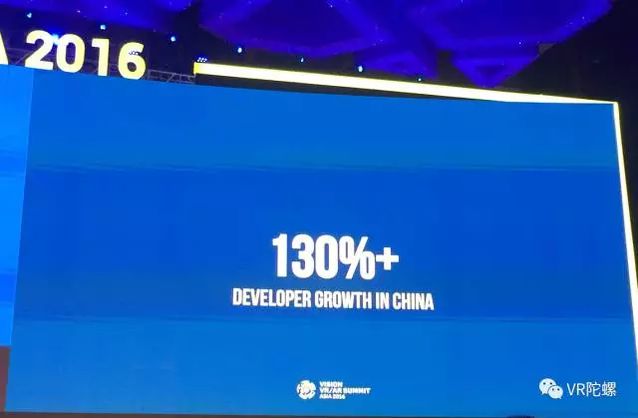 A 2016
130%+
DEVELOPER GROWTH IN CHINA
VISION
VR/AR SUMMIT
ASIA 2016
VR陀螺